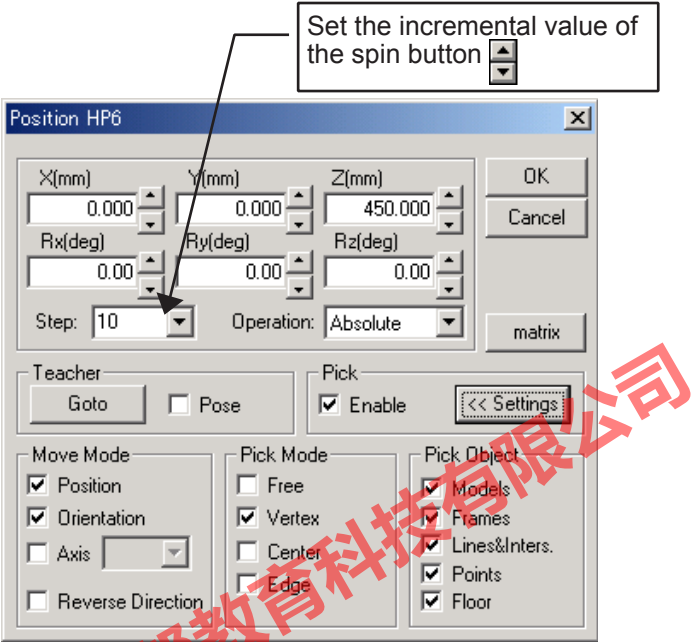 Set the incremental value of
the spin button
Position HP6
X(mm) Y(mm) Z(mm)
0.000 0.000 450.000
OK
Cancel
Rx(deg) Ry(deg) Rz(deg)
0.00 0.00 0.00
Step: 10 Operation: Absolute
matrix
Teacher
Goto Pose
Pick
Enable << Settings
Move Mode
Position
Orientation
Axis
Reverse Direction
Pick Mode
Free
Vertex
Center
Edge
Pick Object
Models
Frames
Lines&Inters.
Points
Floor
教育科技有限公司